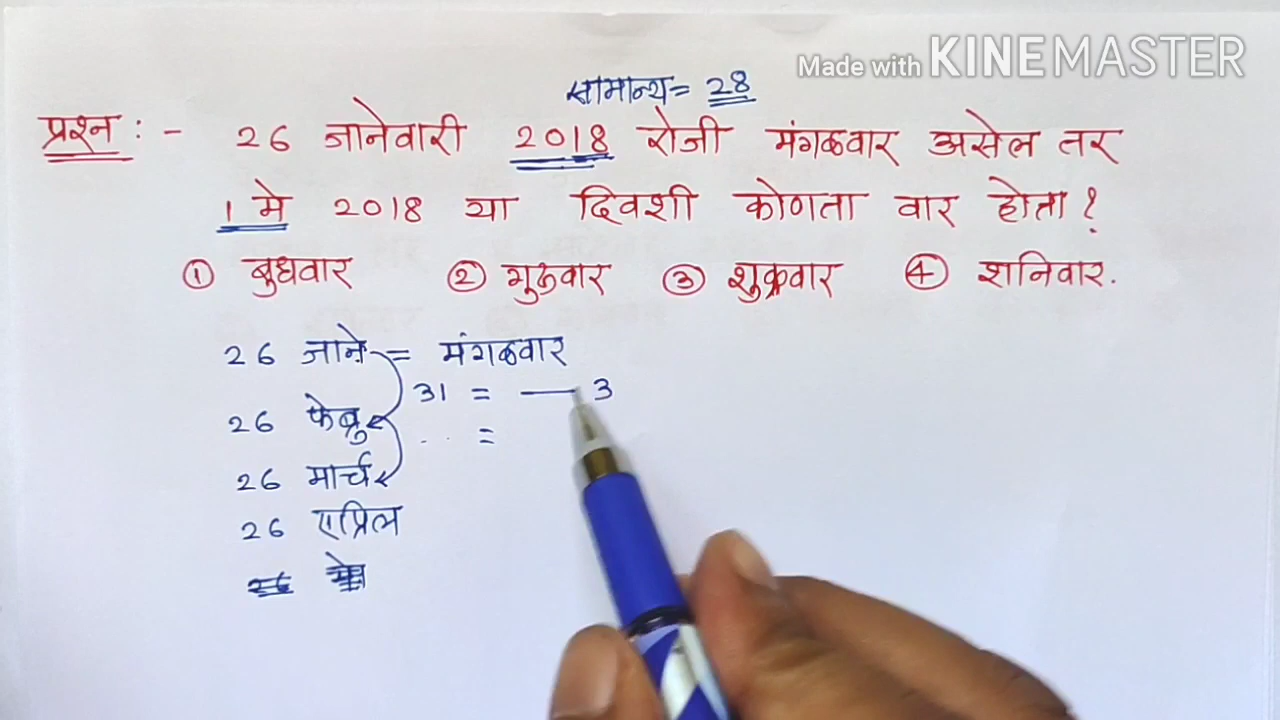 Made with KINEMASTER
सामान्य = 28
प्रश्न :- 26 जानेवारी 2018 रोजी मंगळवार असेल तर
1 मे 2018 या दिवशी कोणता वार होता?
① बुधवार ② गुरुवार ③ शुक्रवार ④ शनिवार.
26 जाने = मंगळवार
31 = — 3
26 फेब्रु
.. =
26 मार्च
26 एप्रिल